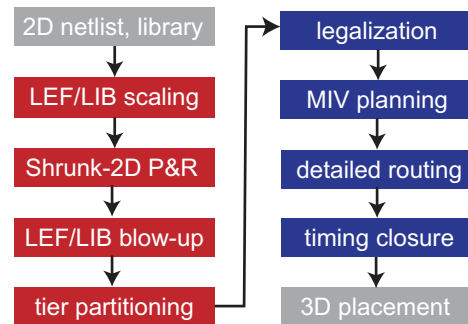 2D netlist, library
LEF/LIB scaling
Shrunk-2D P&R
LEF/LIB blow-up
tier partitioning
legalization
MIV planning
detailed routing
timing closure
3D placement